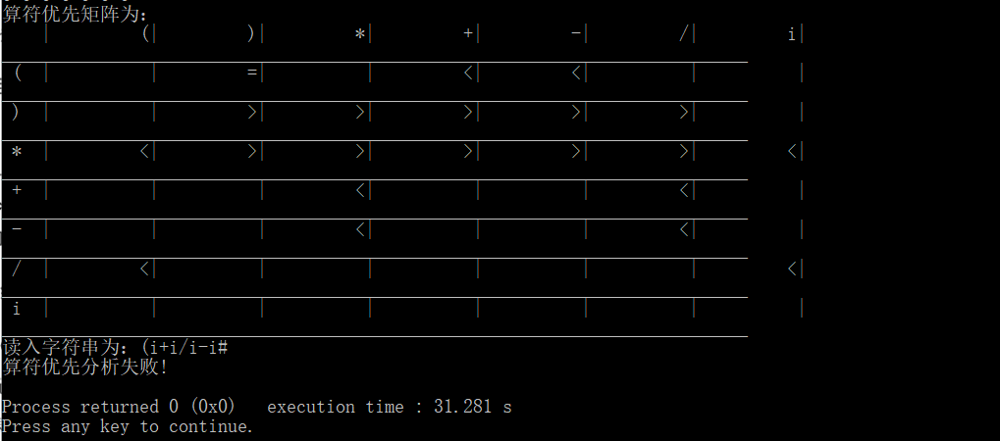 算符优先矩阵为:
| (| )| *| +| -| /| i|
( | | =| | <| <| | |
) | | >| >| >| >| >| |
* | <| >| >| >| >| >| <|
+ | | | <| | | <| |
- | | | <| | | <| |
/ | <| | | | | | <|
i | | | | | | | |
读入字符串为: (i+i/i-i#
算符优先分析失败!
Process returned 0 (0x0) execution time : 31.281 s
Press any key to continue.